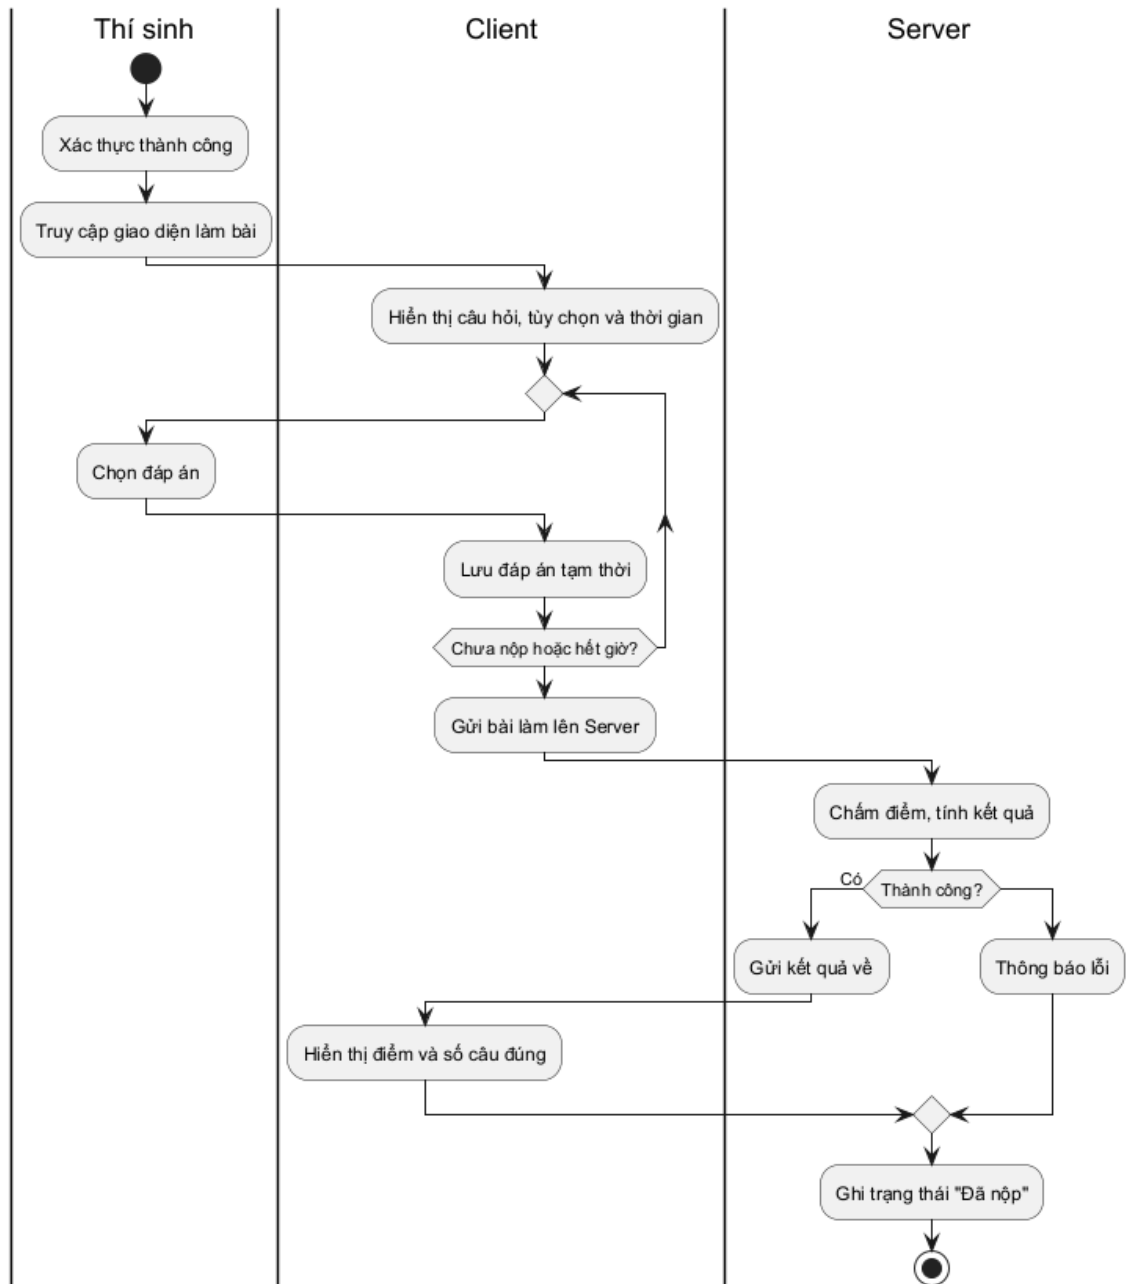 Thí sinh
Client
Server
Xác thực thành công
Truy cập giao diện làm bài
Hiển thị câu hỏi, tùy chọn và thời gian
Chọn đáp án
Lưu đáp án tạm thời
Chưa nộp hoặc hết giờ?
Gửi bài làm lên Server
Chấm điểm, tính kết quả
Có
Thành công?
Gửi kết quả về
Thông báo lỗi
Hiển thị điểm và số câu đúng
Ghi trạng thái "Đã nộp"